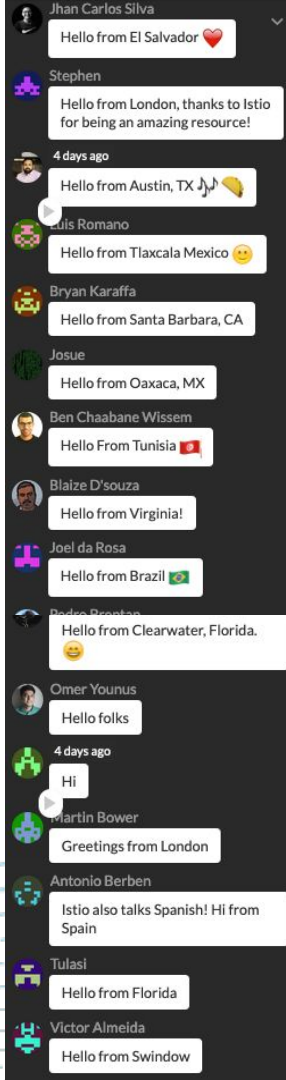 Jhan Carlos Silva
Hello from El Salvador ❤️
Stephen
Hello from London, thanks to Istio
for being an amazing resource!
4 days ago
Hello from Austin, TX 🎶🌮
Luis Romano
Hello from Tlaxcala Mexico 🙂
Bryan Karaffa
Hello from Santa Barbara, CA
Josue
Hello from Oaxaca, MX
Ben Chaabane Wissem
Hello From Tunisia 🇹🇳
Blaize D'souza
Hello from Virginia!
Joel da Rosa
Hello from Brazil 🇧🇷
Pedro Brentan
Hello from Clearwater, Florida.
😄
Omer Younus
Hello folks
4 days ago
Hi
Martin Bower
Greetings from London
Antonio Berben
Istio also talks Spanish! Hi from
Spain
Tulasi
Hello from Florida
Victor Almeida
Hello from Swindow